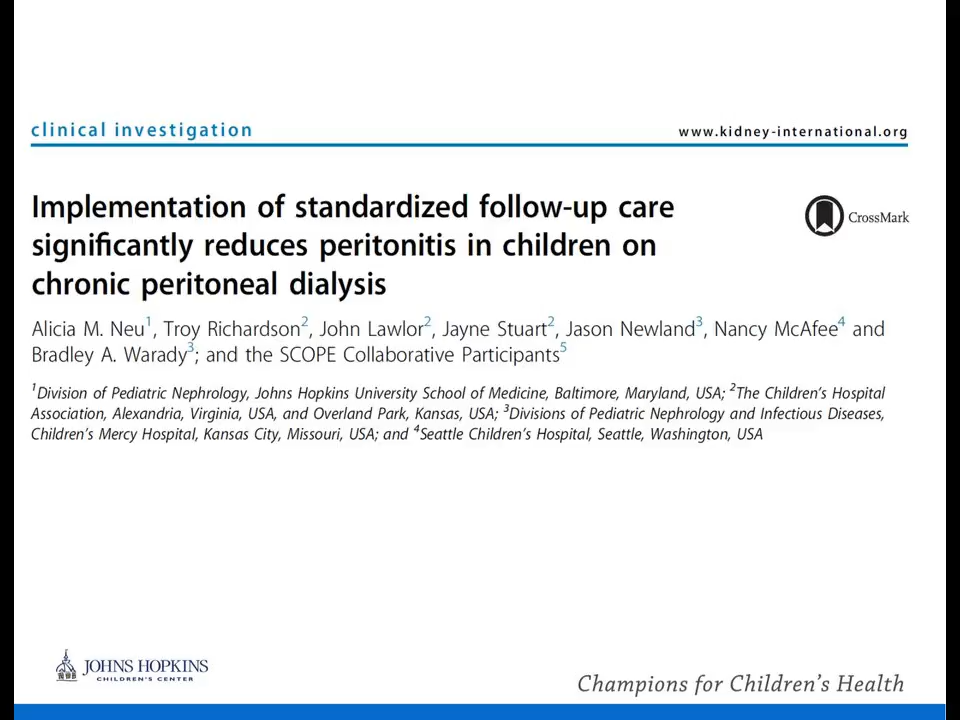 clinical investigation
www.kidney-international.org
Implementation of standardized follow-up care
significantly reduces peritonitis in children on
chronic peritoneal dialysis
CrossMark
Alicia M. Neu1, Troy Richardson2, John Lawlor2, Jayne Stuart2, Jason Newland3, Nancy McAfee4 and
Bradley A. Warady3; and the SCOPE Collaborative Participants5
1Division of Pediatric Nephrology, Johns Hopkins University School of Medicine, Baltimore, Maryland, USA; 2The Children's Hospital
Association, Alexandria, Virginia, USA, and Overland Park, Kansas, USA; 3Divisions of Pediatric Nephrology and Infectious Diseases,
Children's Mercy Hospital, Kansas City, Missouri, USA; and 4Seattle Children's Hospital, Seattle, Washington, USA
JOHNS HOPKINS
CHILDREN'S CENTER
Champions for Children's Health